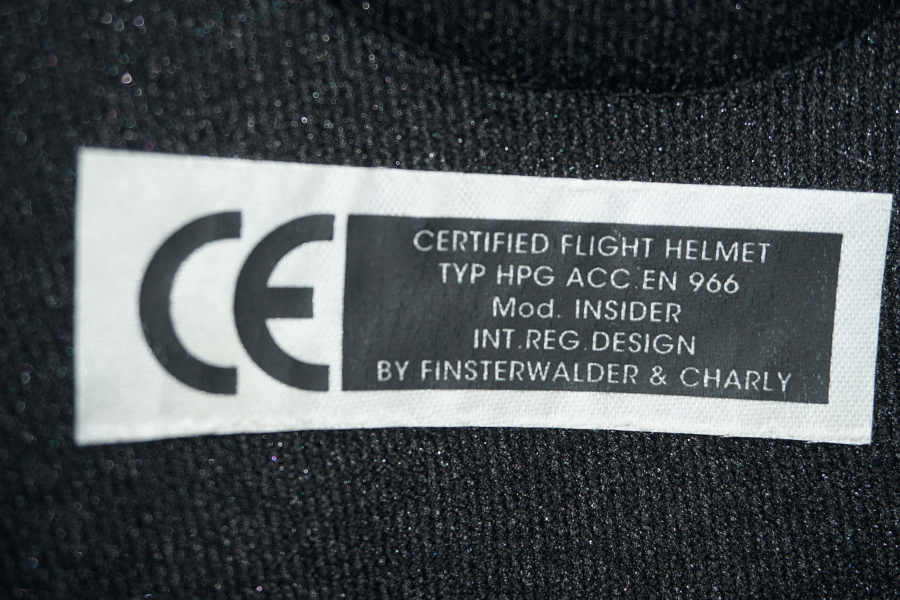 CE
CERTIFIED FLIGHT HELMET
TYP HPG ACC.EN 966
Mod. INSIDER
INT.REG.DESIGN
BY FINSTERWALDER & CHARLY